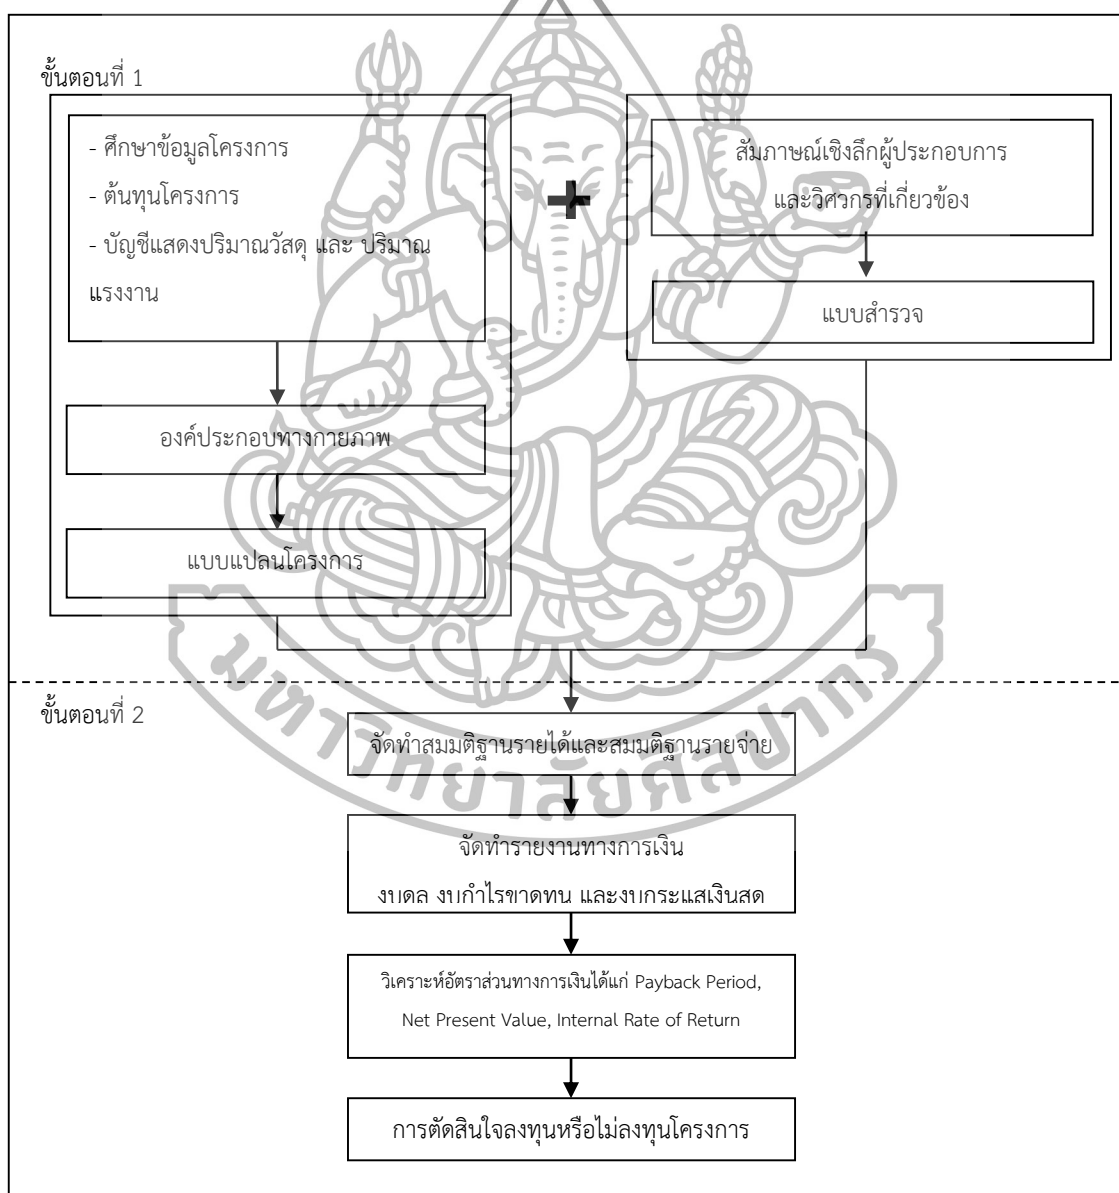 ขั้นตอนที่ 1
- ศึกษาข้อมูลโครงการ
- ต้นทุนโครงการ
- บัญชีแสดงปริมาณวัสดุ และ ปริมาณ
แรงงาน
องค์ประกอบทางกายภาพ
แบบแปลนโครงการ
+
สัมภาษณ์เชิงลึกผู้ประกอบการ
และวิศวกรที่เกี่ยวข้อง
แบบสำรวจ
ขั้นตอนที่ 2
จัดทำสมมติฐานรายได้และสมมติฐานรายจ่าย
จัดทำรายงานทางการเงิน
งบดุล งบกำไรขาดทุน และงบกระแสเงินสด
วิเคราะห์อัตราส่วนทางการเงินได้แก่ Payback Period,
Net Present Value, Internal Rate of Return
การตัดสินใจลงทุนหรือไม่ลงทุนโครงการ
มหาวิทยาลัยศิลปากร